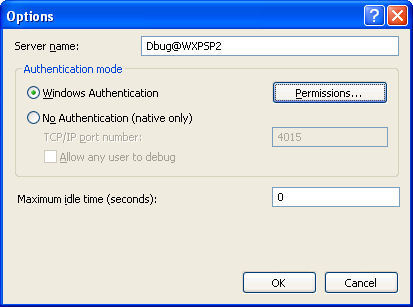 Options
Server name: Dbug@WXPSP2
Authentication mode
Windows Authentication Permissions...
No Authentication (native only)
TCP/IP port number: 4015
Allow any user to debug
Maximum idle time (seconds): 0
OK Cancel